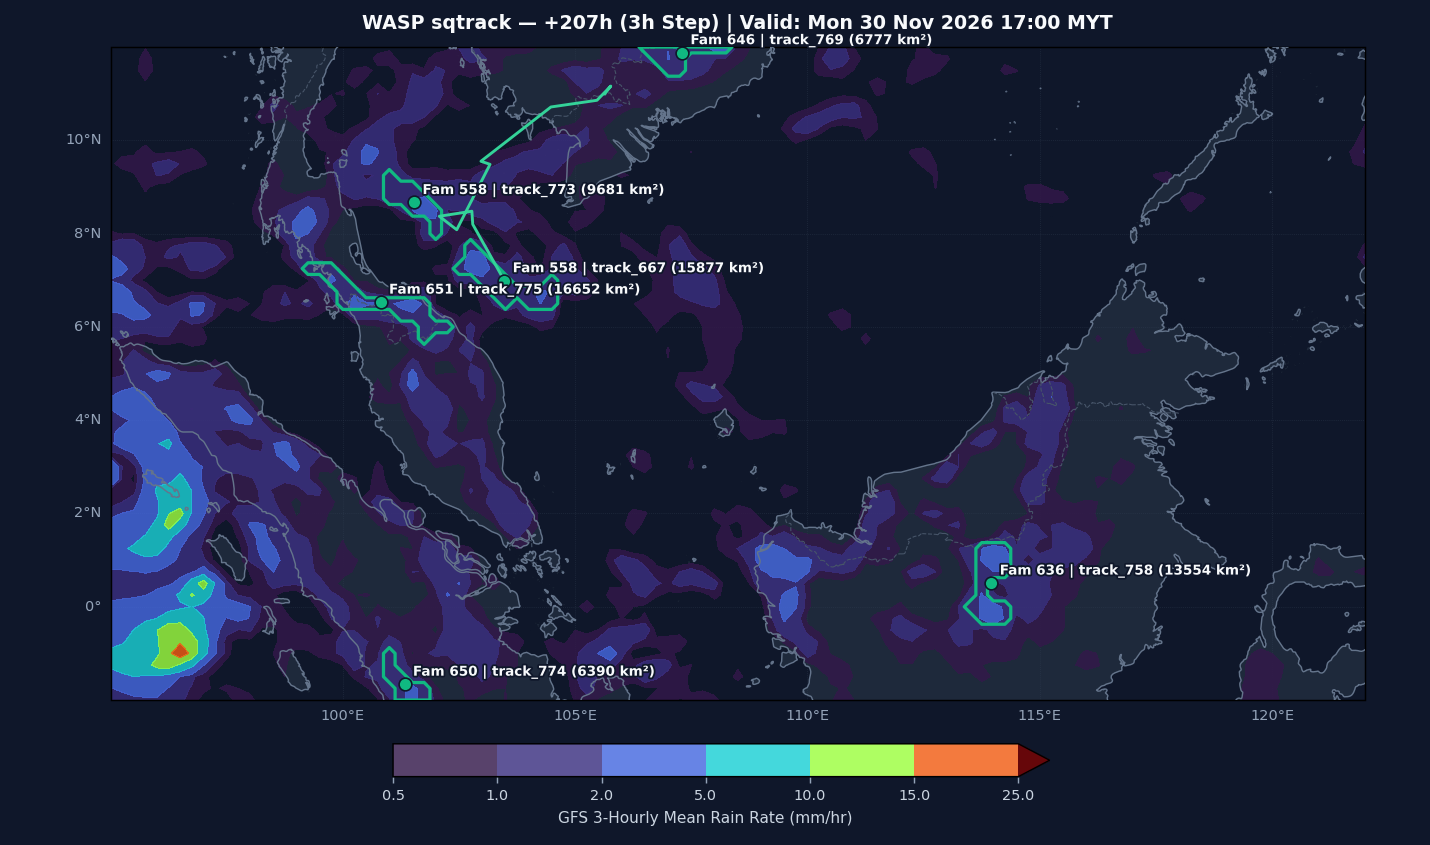 WASP sqtrack — +207h (3h Step) | Valid: Mon 30 Nov 2026 17:00 MYT
Fam 646 | track_769 (6777 km²)
10°N
Fam 558 | track_773 (9681 km²)
8°N
Fam 558 | track_667 (15877 km²)
Fam 651 | track_775 (16652 km²)
6°N
4°N
2°N
Fam 636 | track_758 (13554 km²)
0°
Fam 650 | track_774 (6390 km²)
100°E 105°E 110°E 115°E 120°E
0.5 1.0 2.0 5.0 10.0 15.0 25.0
GFS 3-Hourly Mean Rain Rate (mm/hr)